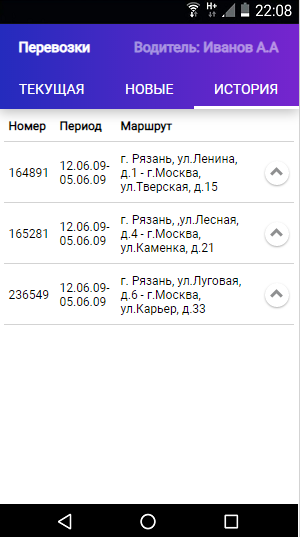 H+ 22:08
Перевозки Водитель: Иванов А.А
ТЕКУЩАЯ НОВЫЕ ИСТОРИЯ
Номер Период Маршрут
164891 12.06.09-05.06.09 г. Рязань, ул.Ленина,
д.1 - г.Москва,
ул.Тверская, д.15
165281 12.06.09-05.06.09 г. Рязань, ,ул.Лесная,
д.4 - г.Москва,
ул.Каменка, д.21
236549 12.06.09-05.06.09 г. Рязань, ул.Луговая,
д.6 - г.Москва,
ул.Карьер, д.33